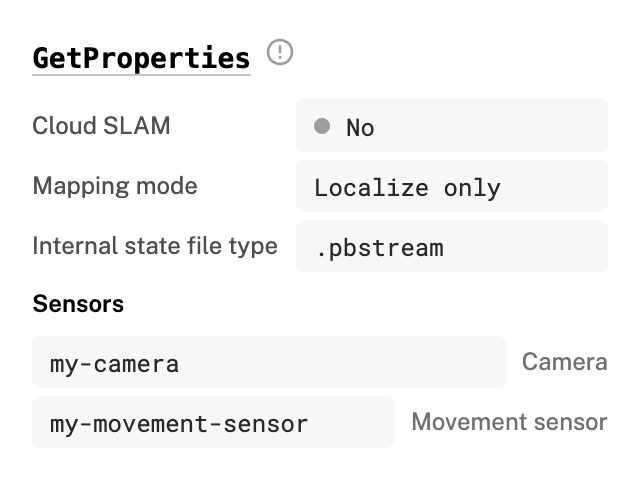 GetProperties
Cloud SLAM No
Mapping mode Localize only
Internal state file type .pbstream
Sensors
my-camera Camera
my-movement-sensor Movement sensor